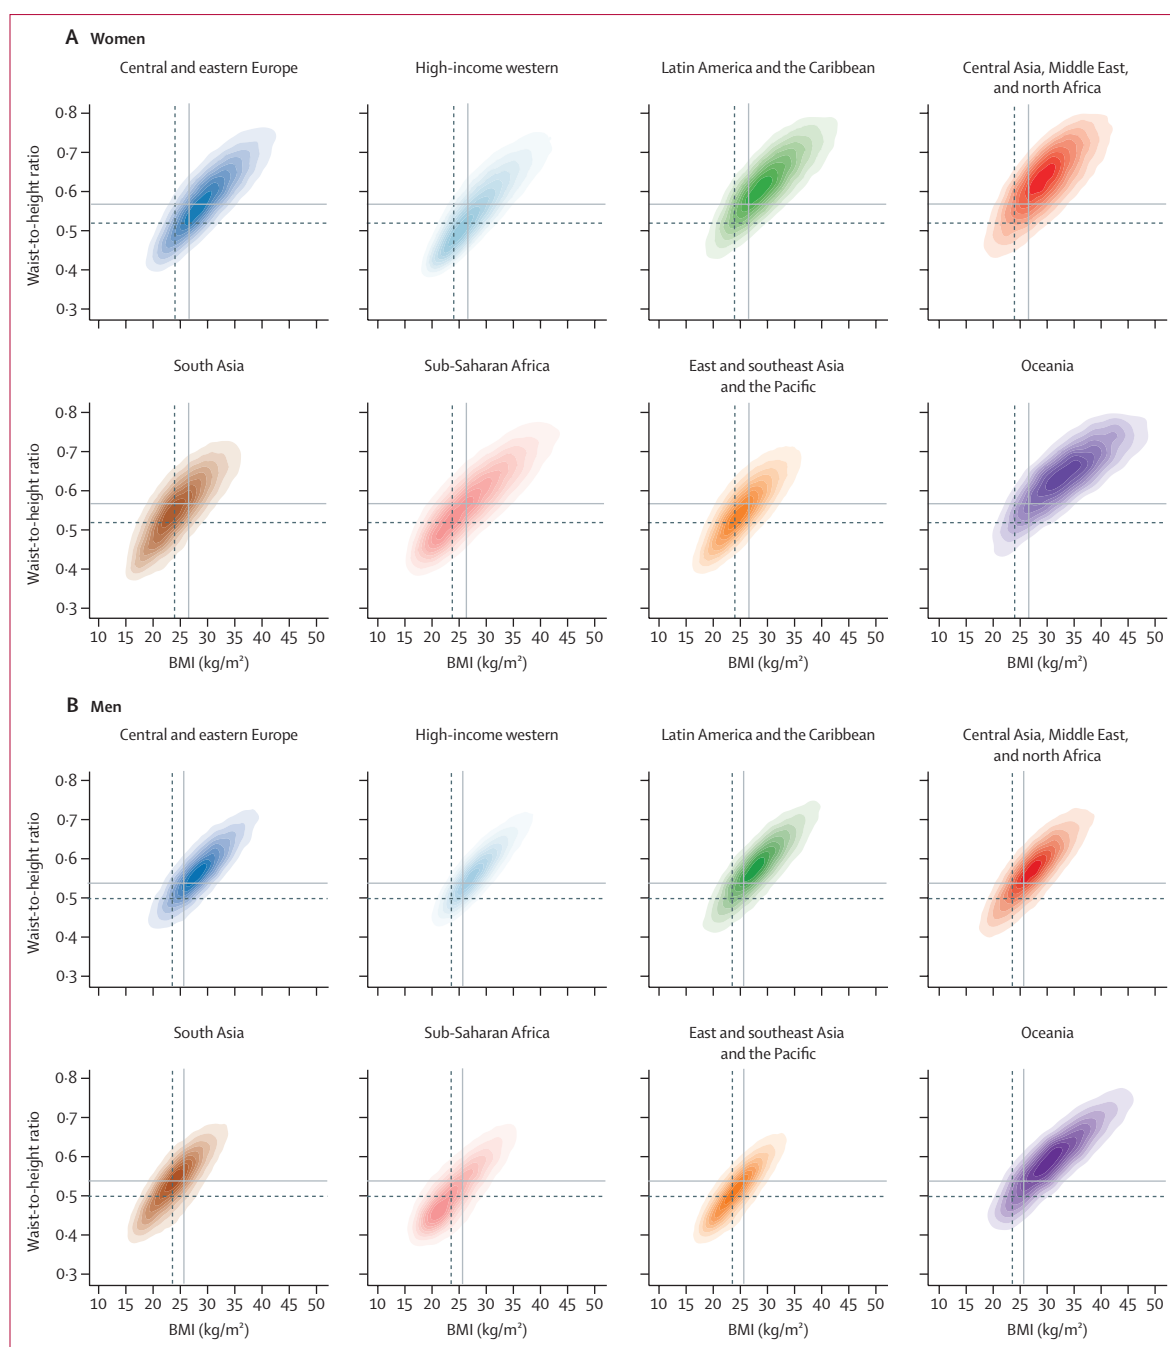 A Women
Central and eastern Europe
High-income western
Latin America and the Caribbean
Central Asia, Middle East,
and north Africa
Waist-to-height ratio
0·8
0·7
0·6
0·5
0·4
0·3
South Asia
Sub-Saharan Africa
East and southeast Asia
and the Pacific
Oceania
Waist-to-height ratio
0·8
0·7
0·6
0·5
0·4
0·3
10 15 20 25 30 35 40 45 50
10 15 20 25 30 35 40 45 50
10 15 20 25 30 35 40 45 50
10 15 20 25 30 35 40 45 50
BMI (kg/m²)
BMI (kg/m²)
BMI (kg/m²)
BMI (kg/m²)
B Men
Central and eastern Europe
High-income western
Latin America and the Caribbean
Central Asia, Middle East,
and north Africa
Waist-to-height ratio
0·8
0·7
0·6
0·5
0·4
0·3
South Asia
Sub-Saharan Africa
East and southeast Asia
and the Pacific
Oceania
Waist-to-height ratio
0·8
0·7
0·6
0·5
0·4
0·3
10 15 20 25 30 35 40 45 50
10 15 20 25 30 35 40 45 50
10 15 20 25 30 35 40 45 50
10 15 20 25 30 35 40 45 50
BMI (kg/m²)
BMI (kg/m²)
BMI (kg/m²)
BMI (kg/m²)